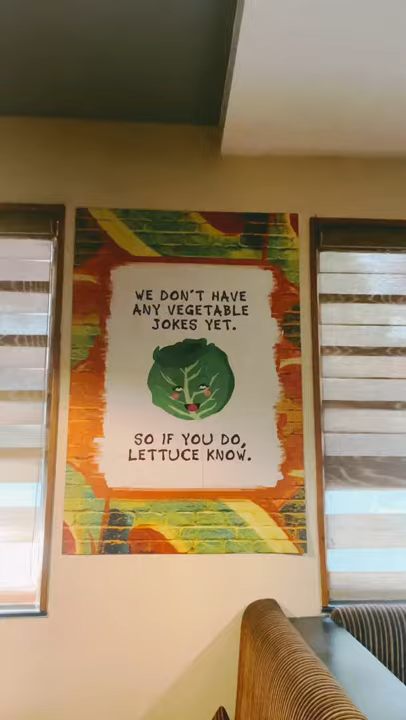 WE DON'T HAVE
ANY VEGETABLE
JOKES YET.
SO IF YOU DO,
LETTUCE KNOW.